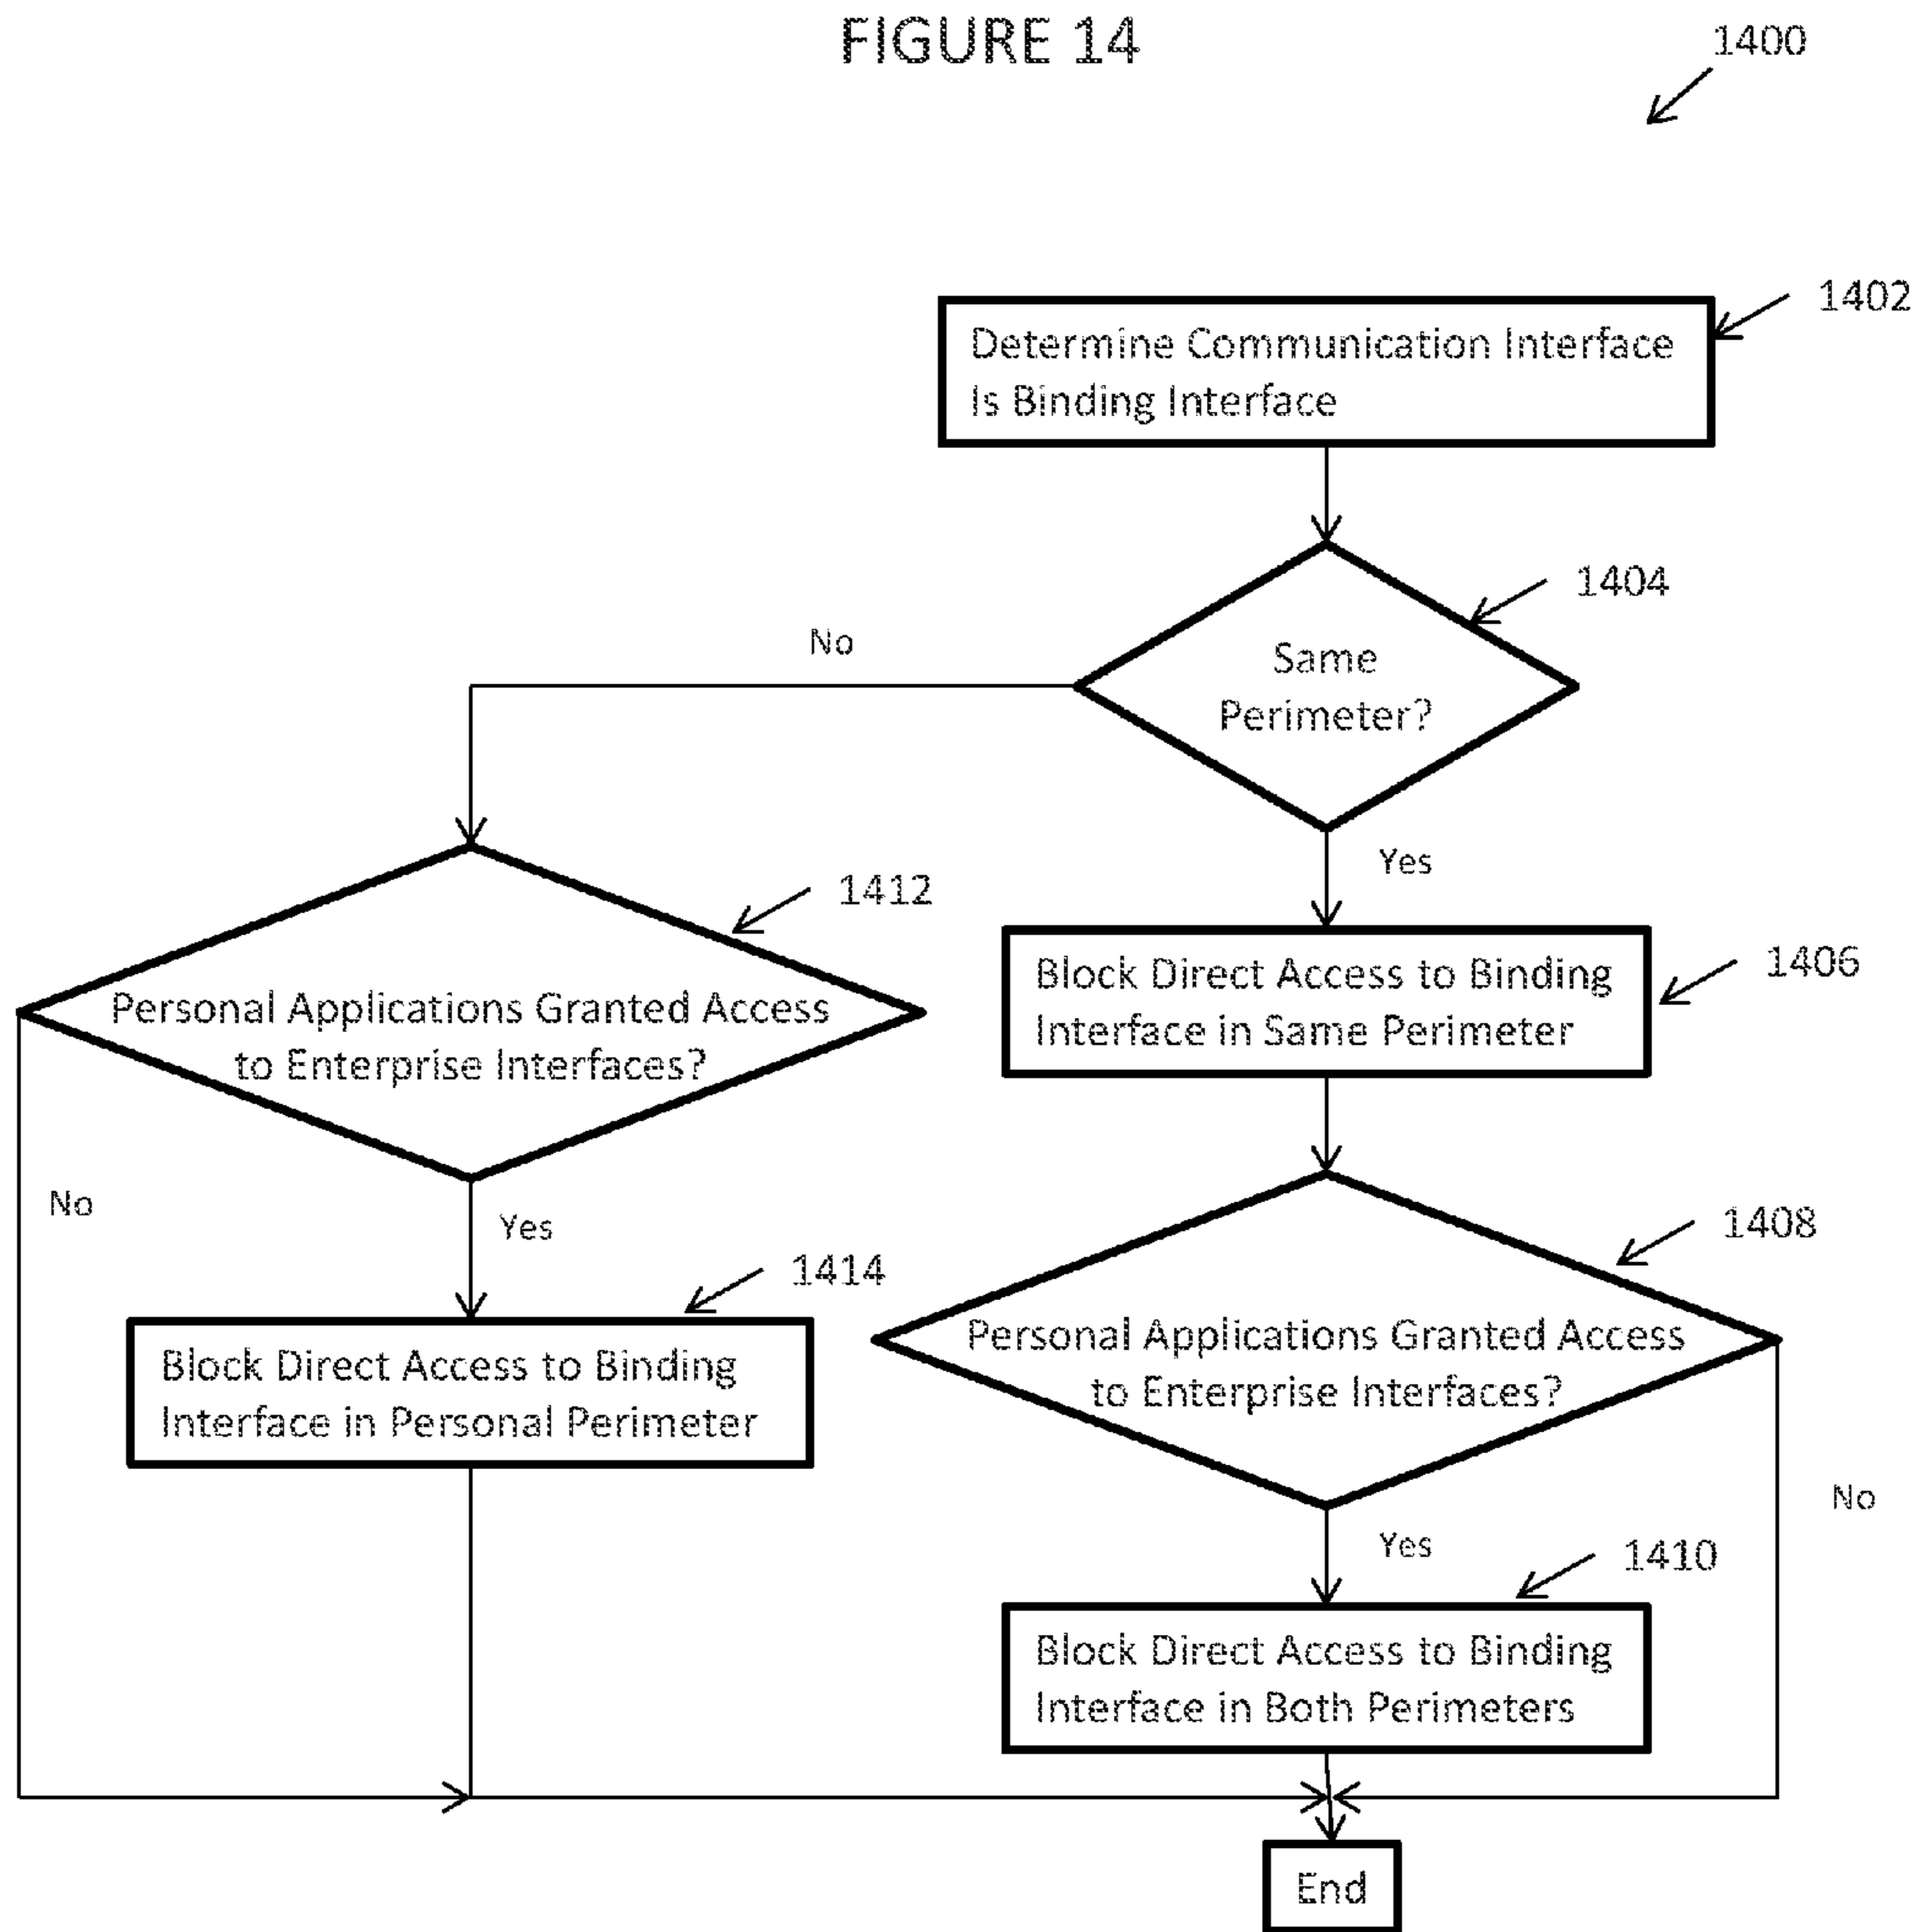 FIGURE 14
1400
1402
Determine Communication Interface
Is Binding Interface
1404
Same
Perimeter?
No
Yes
1412
Personal Applications Granted Access
to Enterprise Interfaces?
1406
Block Direct Access to Binding
Interface in Same Perimeter
No
Yes
1414
Block Direct Access to Binding
Interface in Personal Perimeter
1408
Personal Applications Granted Access
to Enterprise Interfaces?
No
Yes
1410
Block Direct Access to Binding
Interface in Both Perimeters
End